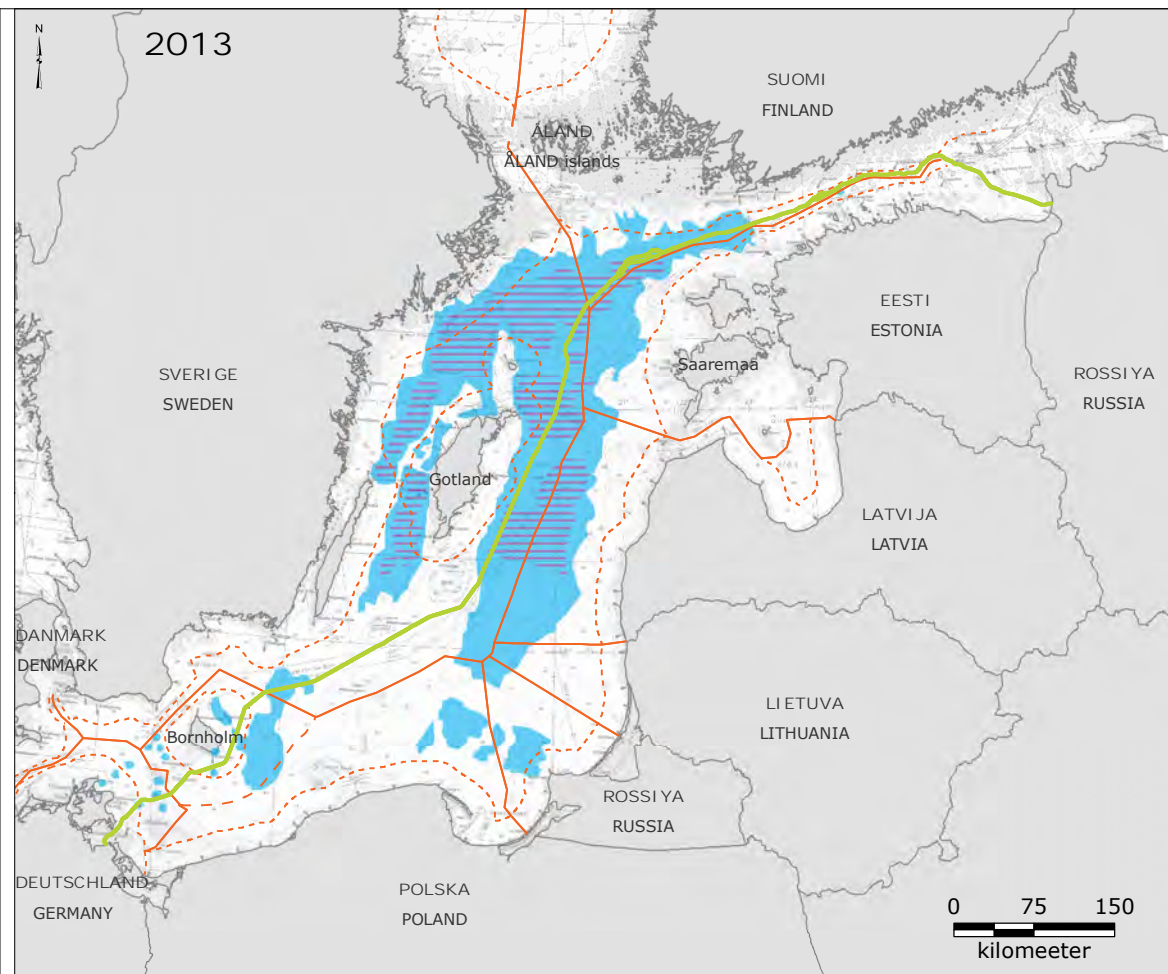 N
2013
SUOMI
FINLAND
ÅLAND
ÅLAND islands
EESTI
ESTONIA
SVERIGE
SWEDEN
Saaremaa
ROSSIYA
RUSSIA
Gotland
LATVIJA
LATVIA
DANMARK
DENMARK
LIETUVA
LITHUANIA
Bornholm
ROSSIYA
RUSSIA
DEUTSCHLAND
GERMANY
POLSKA
POLAND
0 75 150
kilomeeter